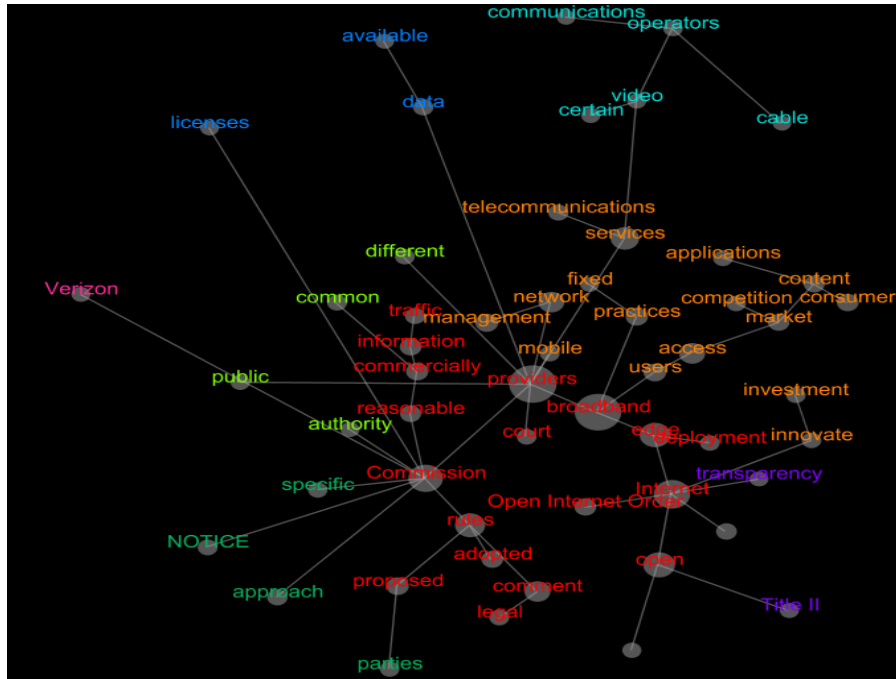 communications
operators
available
video
data
certain
cable
licenses
telecommunications
services
different
applications
fixed
content
Verizon
common
network
competition
consumer
traffic
management
practices
market
information
mobile
access
commercially
users
public
providers
investment
reasonable
broadband
authority
court
edge
deployment
innovate
Commission
transparency
specific
Internet
Open Internet Order
rules
NOTICE
adopted
open
proposed
comment
approach
legal
Title II
parties